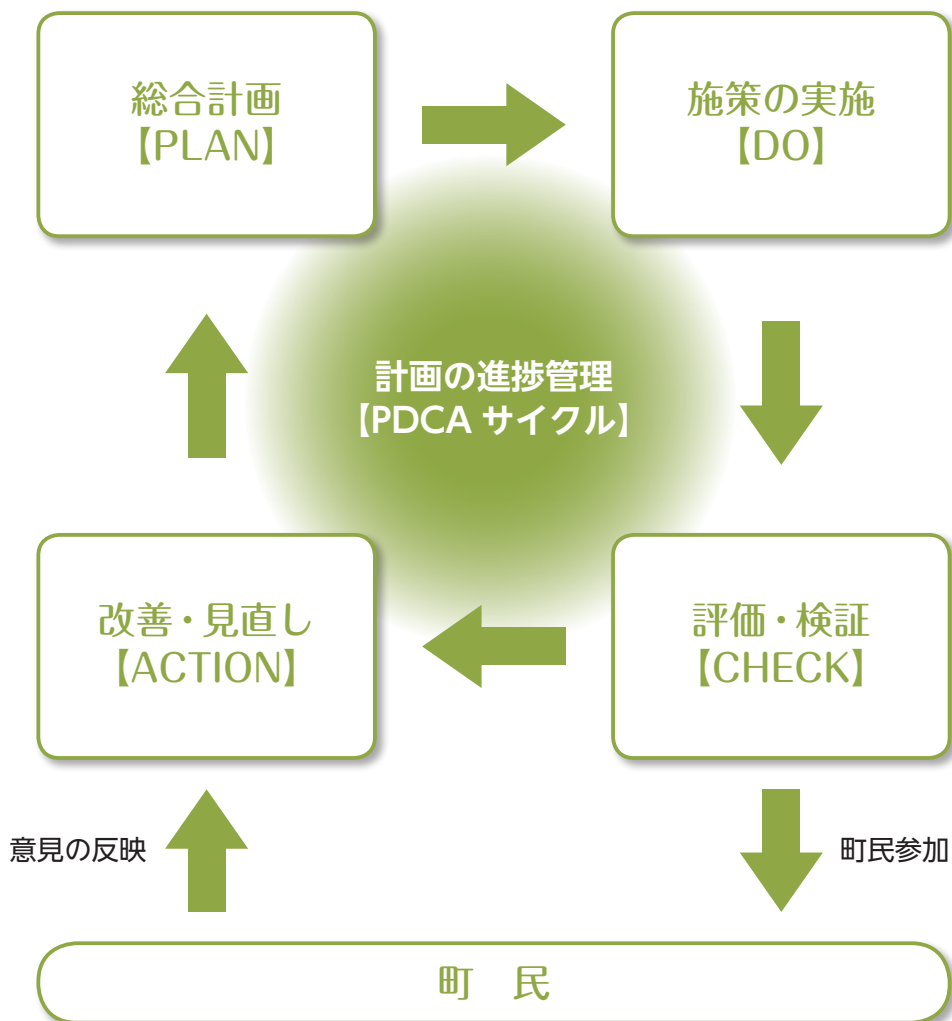 総合計画
【PLAN】
施策の実施
【DO】
計画の進捗管理
【PDCA サイクル】
改善・見直し
【ACTION】
評価・検証
【CHECK】
意見の反映
町民参加
町　民